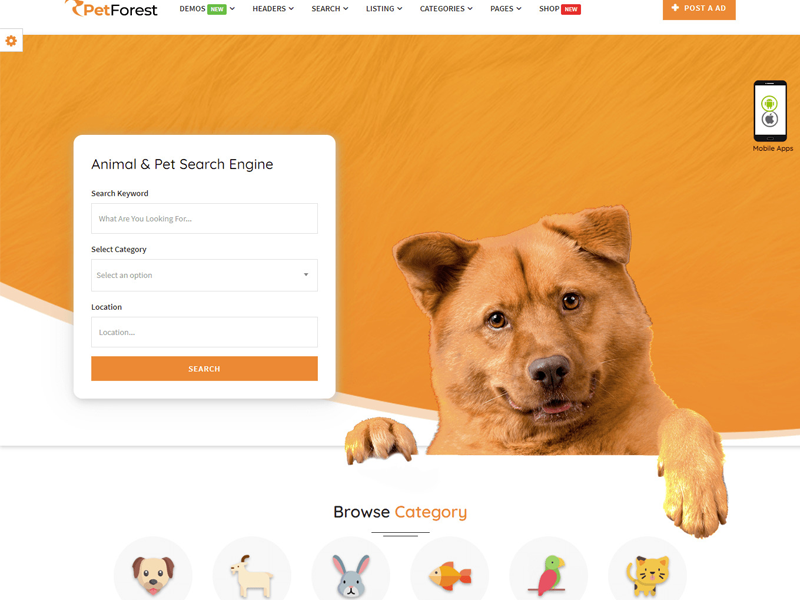 PetForest
DEMOS NEW HEADERS SEARCH LISTING CATEGORIES PAGES SHOP NEW
POST A AD
Mobile Apps
Animal & Pet Search Engine
Search Keyword
What Are You Looking For...
Select Category
Select an option
Location
Location...
SEARCH
Browse Category